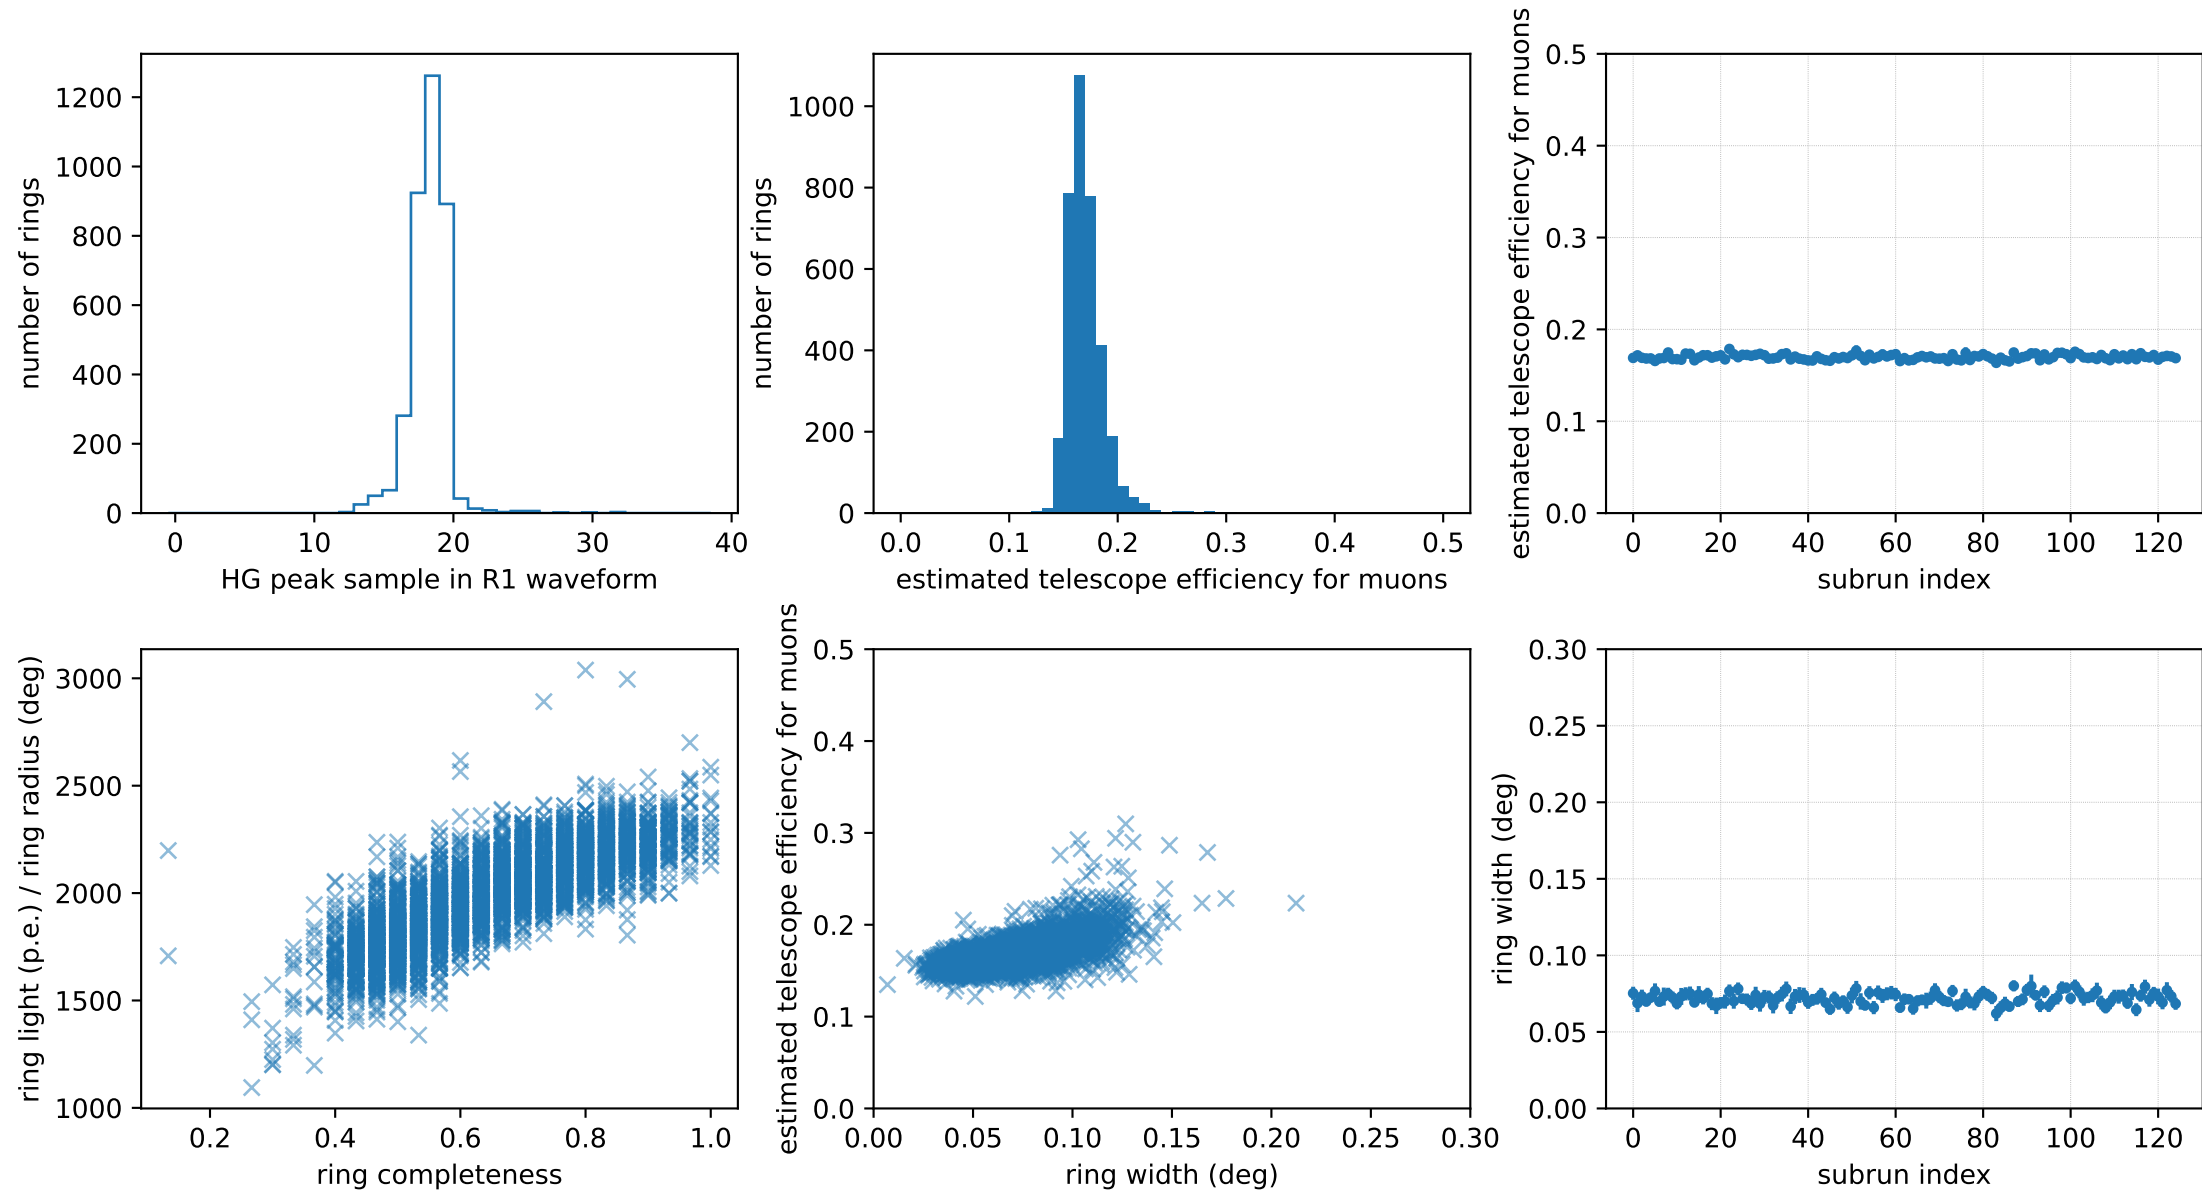 number of rings
1200
1000
800
600
400
200
0
0 10 20 30 40
HG peak sample in R1 waveform
number of rings
1000
800
600
400
200
0
0.0 0.1 0.2 0.3 0.4 0.5
estimated telescope efficiency for muons
estimated telescope efficiency for muons
0.5
0.4
0.3
0.2
0.1
0.0
0 20 40 60 80 100 120
subrun index
ring light (p.e.) / ring radius (deg)
3000
2500
2000
1500
1000
0.2 0.4 0.6 0.8 1.0
ring completeness
estimated telescope efficiency for muons
0.5
0.4
0.3
0.2
0.1
0.0
0.00 0.05 0.10 0.15 0.20 0.25 0.30
ring width (deg)
ring width (deg)
0.30
0.25
0.20
0.15
0.10
0.05
0.00
0 20 40 60 80 100 120
subrun index